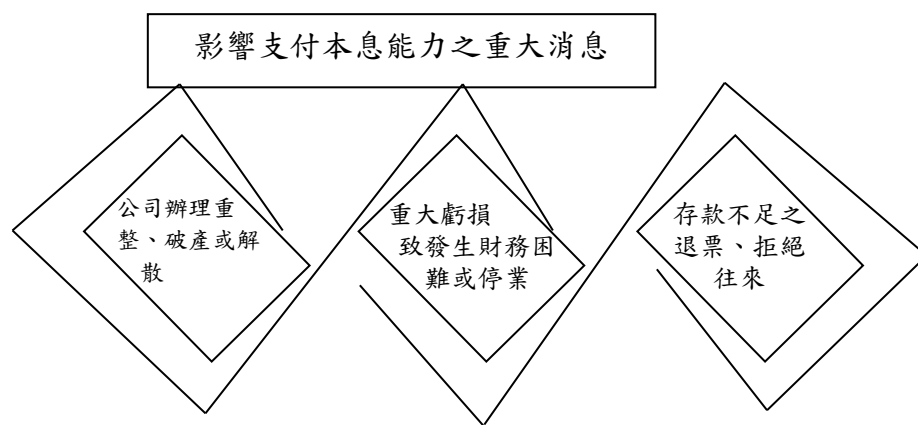 影響支付本息能力之重大消息
公司辦理重
整、破產或解
散
重大虧損
致發生財務困
難或停業
存款不足之
退票、拒絕
往來